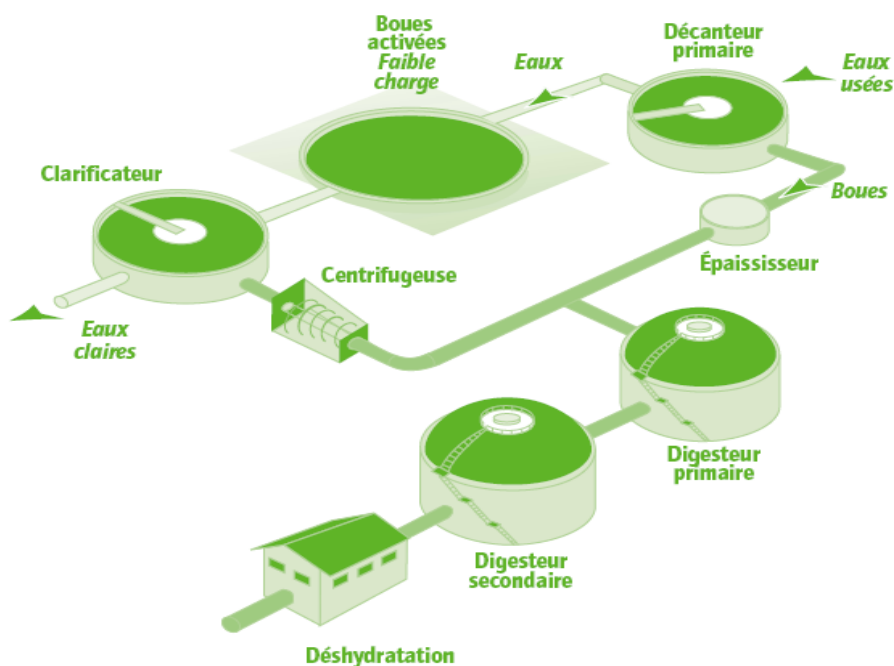 Boues
activées
Faible
charge
Eaux
Décanteur
primaire
Eaux
usées
Clarificateur
Boues
Épaississeur
Centrifugeuse
Eaux
claires
Digesteur
primaire
Digesteur
secondaire
Déshydratation